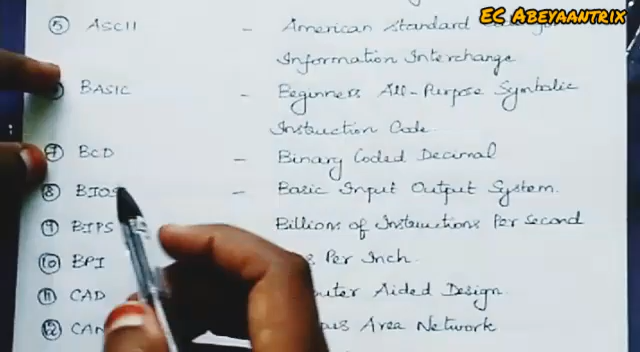 EC ABEYAANTRIX
⑤ ASCII - American Standard
Information Interchange
BASIC - Beginners All-Purpose Symbolic
Instruction Code.
⑦ BCD - Binary Coded Decimal
⑧ BIOS - Basic Input Output System.
⑨ BIPS Billions of Instructions Per Second
⑩ BPI Per Inch.
⑪ CAD Aided Design.
⑫ CAN Area Network